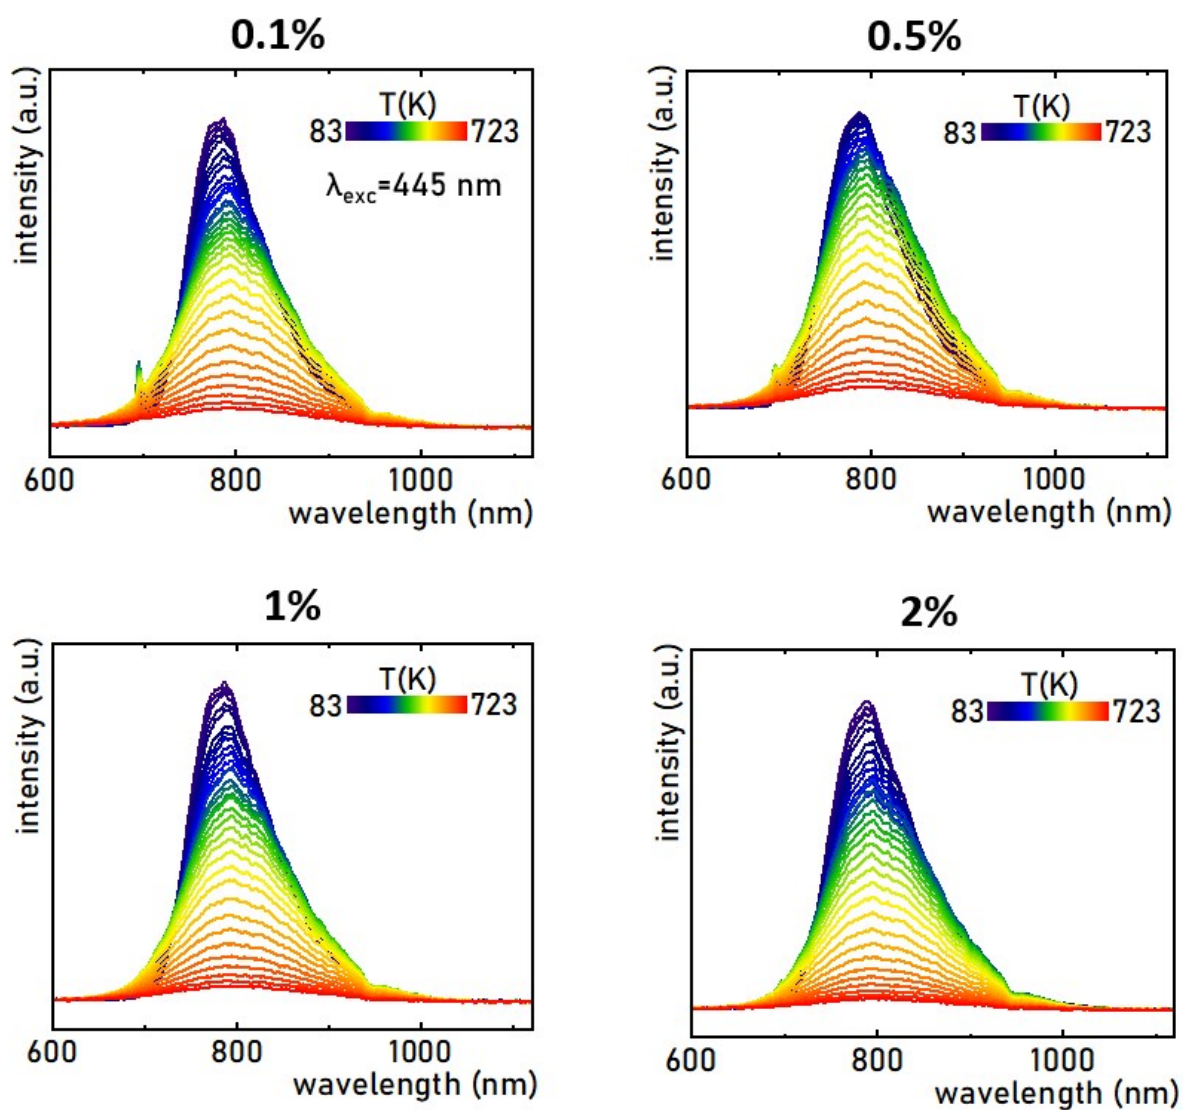 0.1%
intensity (a.u.)
T(K)
83 723
λexc=445 nm
600 800 1000
wavelength (nm)
0.5%
intensity (a.u.)
T(K)
83 723
600 800 1000
wavelength (nm)
1%
intensity (a.u.)
T(K)
83 723
600 800 1000
wavelength (nm)
2%
intensity (a.u.)
T(K)
83 723
600 800 1000
wavelength (nm)